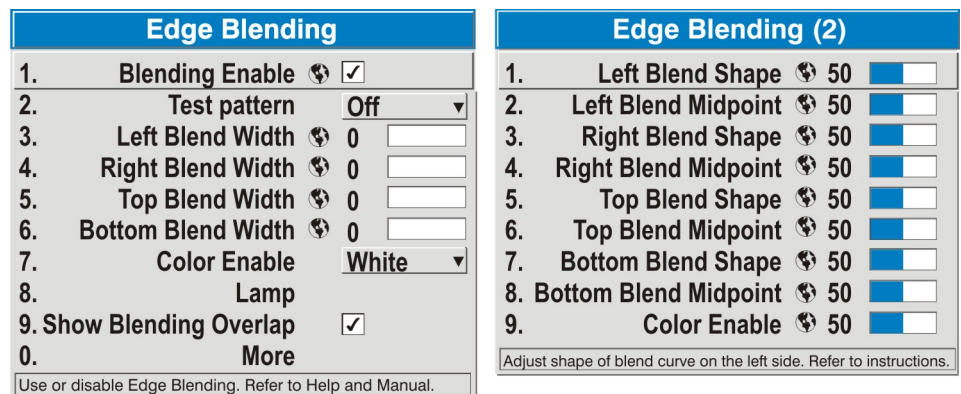 Edge Blending
1. Blending Enable
2. Test pattern Off
3. Left Blend Width 0
4. Right Blend Width 0
5. Top Blend Width 0
6. Bottom Blend Width 0
7. Color Enable White
8. Lamp
9. Show Blending Overlap
0. More
Use or disable Edge Blending. Refer to Help and Manual.
Edge Blending (2)
1. Left Blend Shape 50
2. Left Blend Midpoint 50
3. Right Blend Shape 50
4. Right Blend Midpoint 50
5. Top Blend Shape 50
6. Top Blend Midpoint 50
7. Bottom Blend Shape 50
8. Bottom Blend Midpoint 50
9. Color Enable 50
Adjust shape of blend curve on the left side. Refer to instructions.